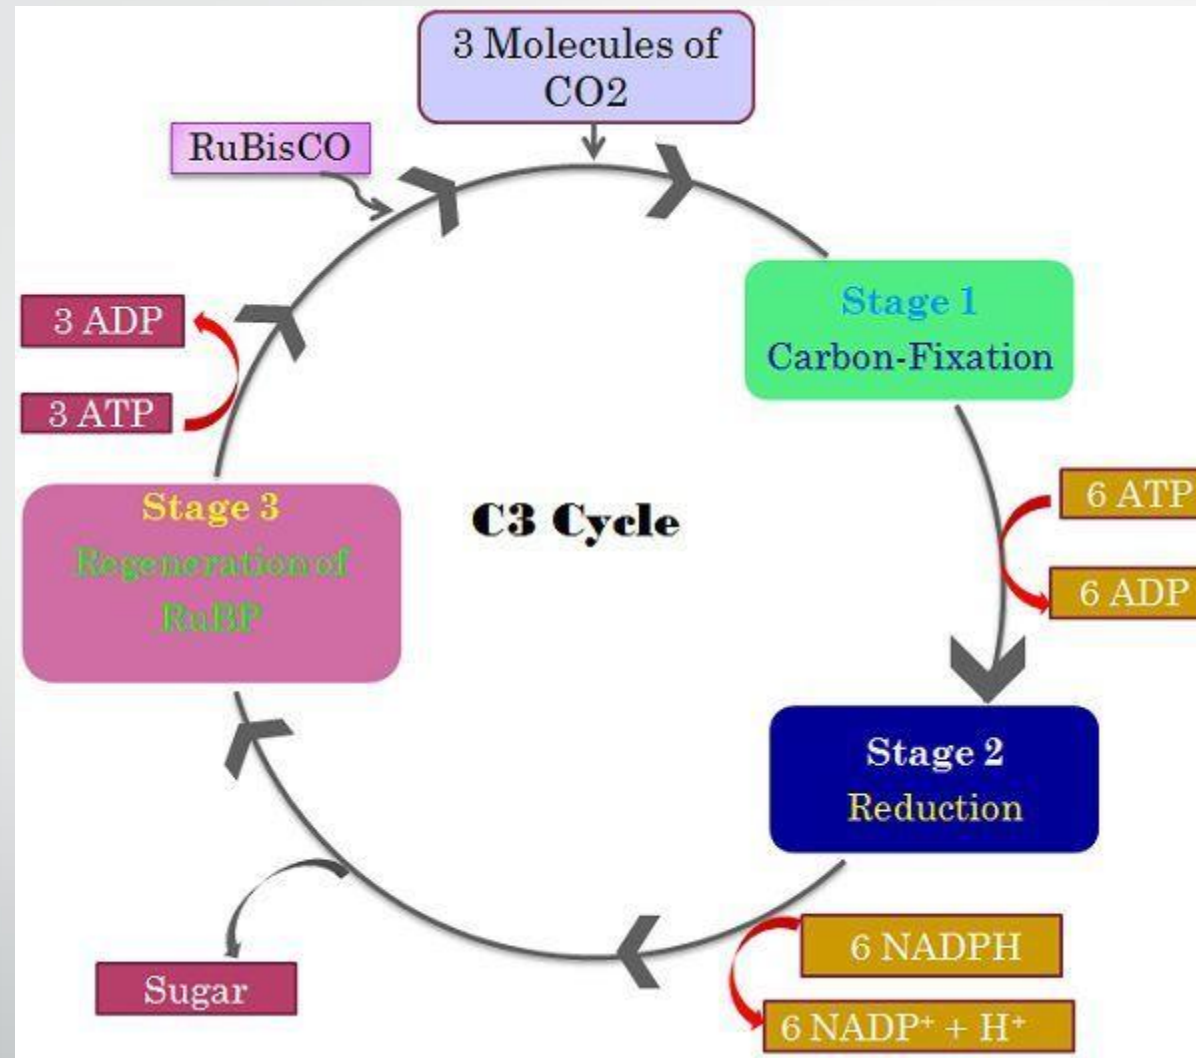 3 Molecules of
CO2
RuBisCO
Stage 1
Carbon-Fixation
3 ADP
3 ATP
6 ATP
6 ADP
Stage 3
Regeneration of
RuBP
C3 Cycle
Stage 2
Reduction
6 NADPH
6 NADP⁺ + H⁺
Sugar